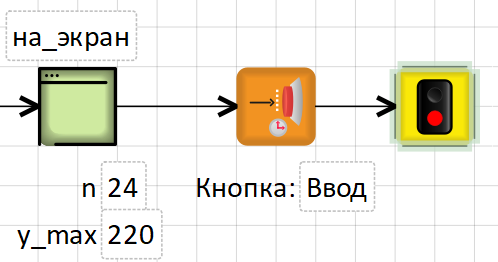 на_экран
n 24
Кнопка: Ввод
y_max 220